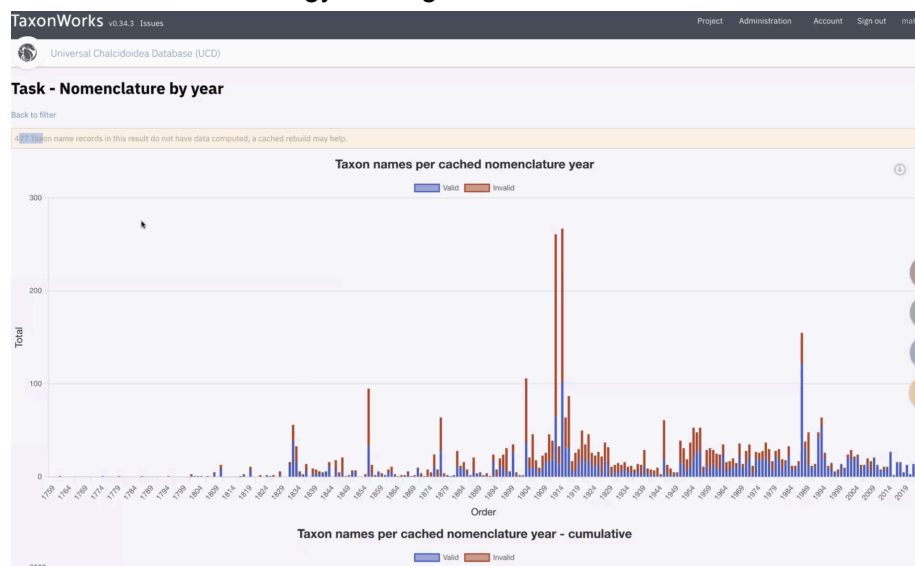 TaxonWorks v0.34.3 Issues
Project Administration Account Sign out
Universal Chalcidoidea Database (UCD)
Task - Nomenclature by year
Back to filter
477 Taxon name records in this result do not have data computed, a cached rebuild may help.
Taxon names per cached nomenclature year
Valid Invalid
300
200
100
0
Total
1759 1764 1769 1774 1779 1784 1789 1794 1799 1804 1809 1814 1819 1824 1829 1834 1839 1844 1849 1854 1859 1864 1869 1874 1879 1884 1889 1894 1899 1904 1909 1914 1919 1924 1929 1934 1939 1944 1949 1954 1959 1964 1969 1974 1979 1984 1989 1994 1999 2004 2009 2014 2019
Order
Taxon names per cached nomenclature year - cumulative
Valid Invalid